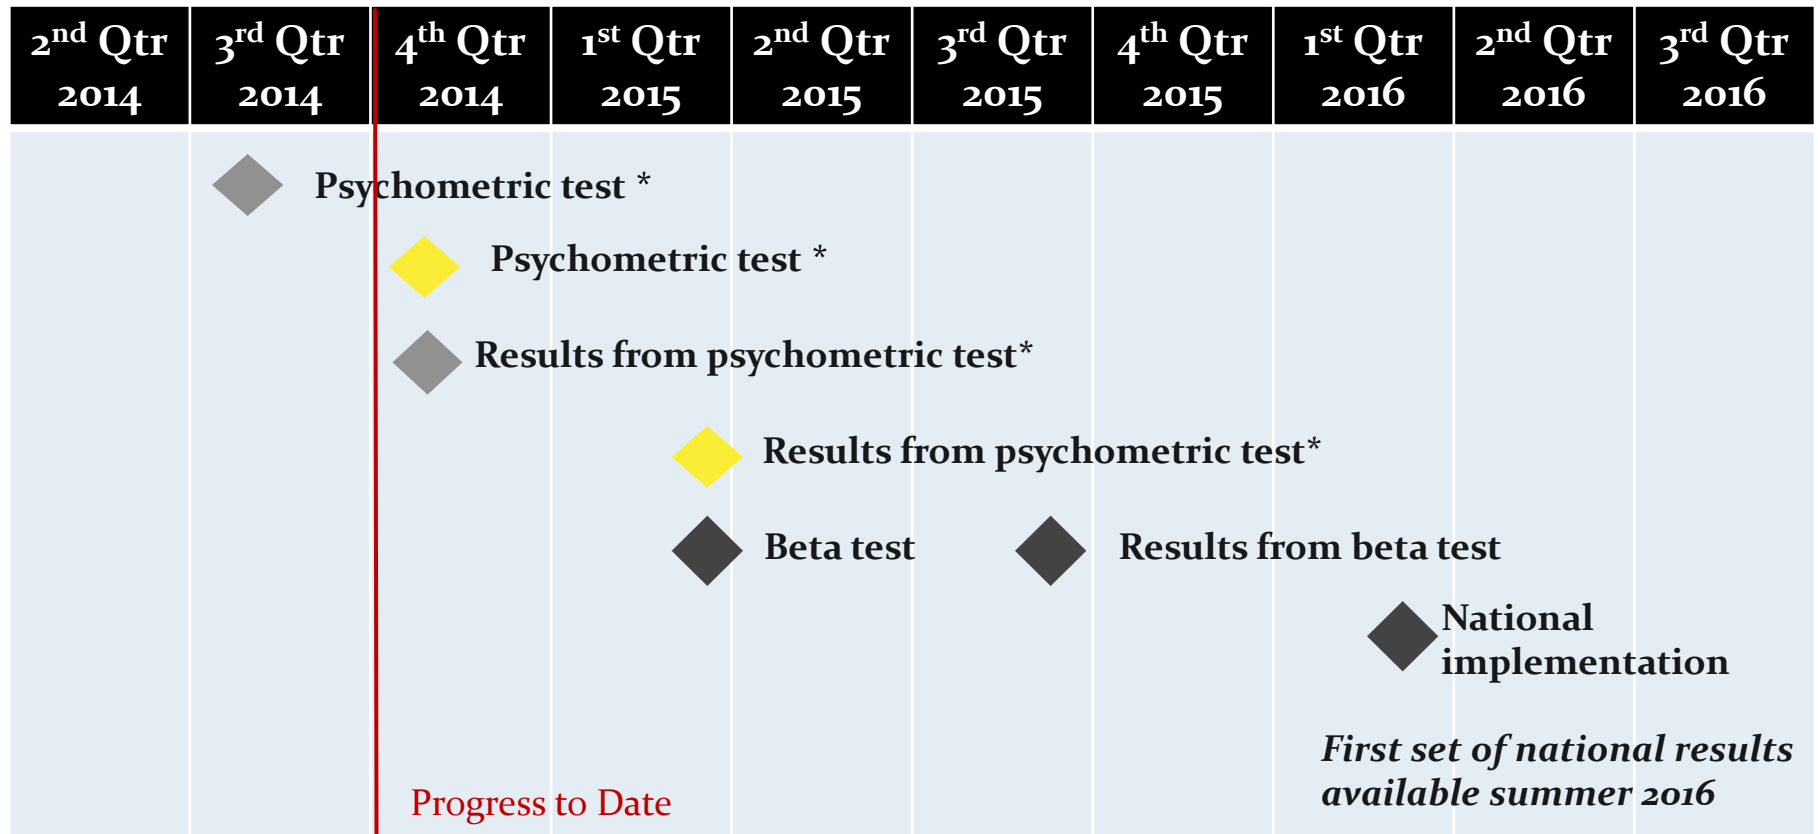 2nd Qtr 2014
3rd Qtr 2014
4th Qtr 2014
1st Qtr 2015
2nd Qtr 2015
3rd Qtr 2015
4th Qtr 2015
1st Qtr 2016
2nd Qtr 2016
3rd Qtr 2016
Psychometric test *
Psychometric test *
Results from psychometric test*
Results from psychometric test*
Beta test
Results from beta test
National
implementation
First set of national results
available summer 2016
Progress to Date